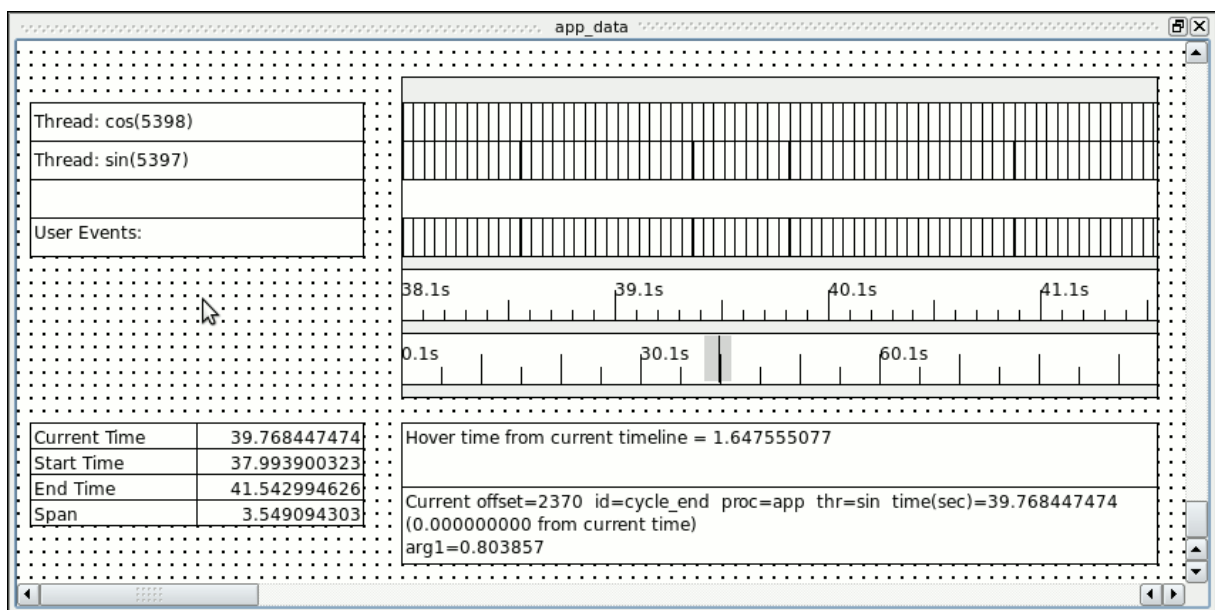 app_data
Thread: cos(5398)
Thread: sin(5397)
User Events:
38.1s 39.1s 40.1s 41.1s
0.1s 30.1s 60.1s
Current Time 39.768447474
Start Time 37.993900323
End Time 41.542994626
Span 3.549094303
Hover time from current timeline = 1.647555077
Current offset=2370 id=cycle_end proc=app thr=sin time(sec)=39.768447474
(0.000000000 from current time)
arg1=0.803857